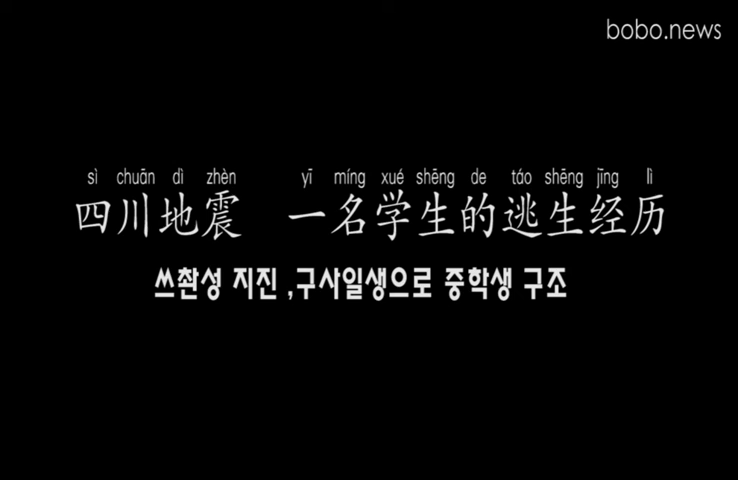 bobo.news
sì chuān dì zhèn yī míng xué shēng de táo shēng jīng lì
四川地震 一名学生的逃生经历
쓰촨성 지진 ,구사일생으로 중학생 구조